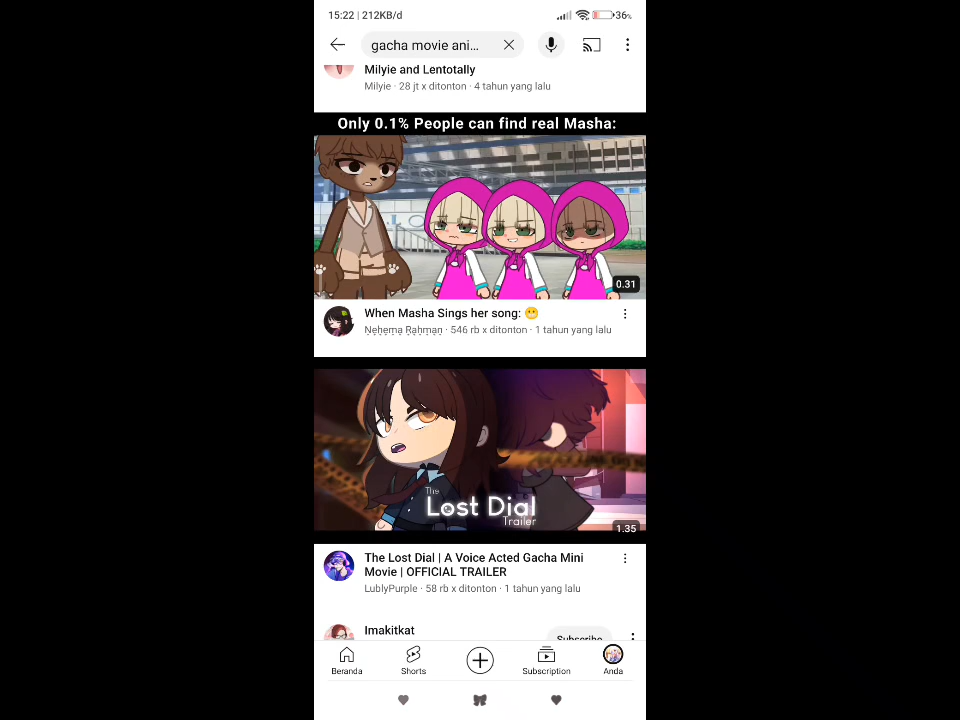 15:22 | 212KB/d
36%
gacha movie ani...
Milyie and Lentotally
Milyie · 28 jt x ditonton · 4 tahun yang lalu
Only 0.1% People can find real Masha:
0.31
When Masha Sings her song: 😬
Nehema Rahman · 546 rb x ditonton · 1 tahun yang lalu
The
Lost Dial
Trailer
1.35
The Lost Dial | A Voice Acted Gacha Mini
Movie | OFFICIAL TRAILER
LublyPurple · 58 rb x ditonton · 1 tahun yang lalu
Imakitkat
Subscribe
Beranda
Shorts
Subscription
Anda